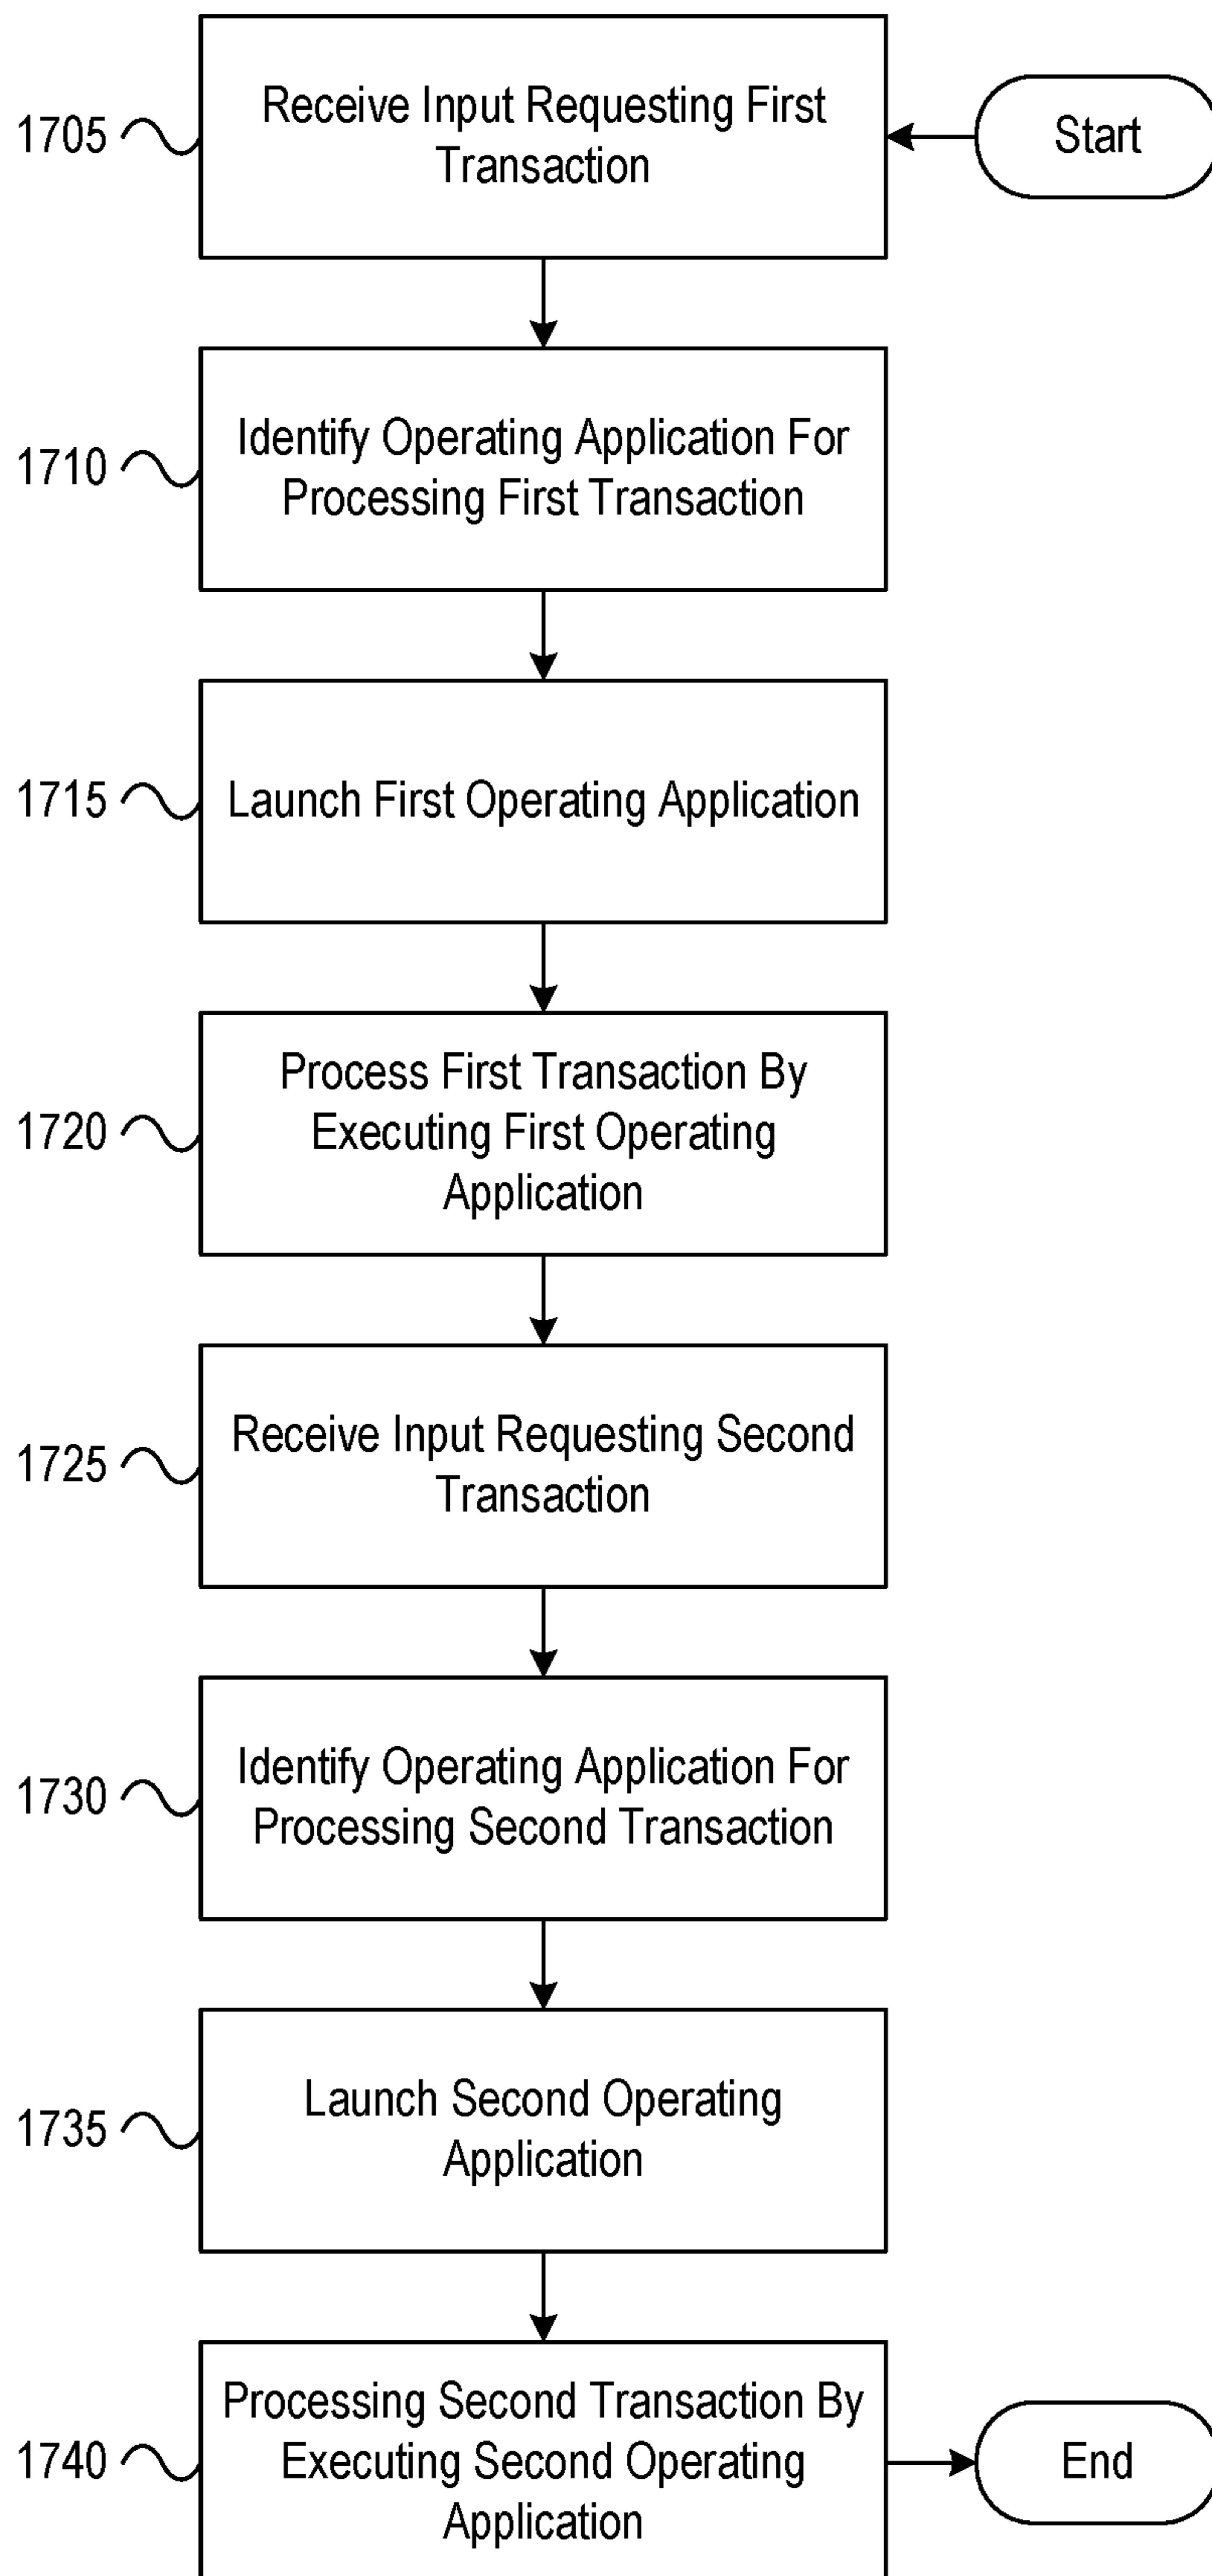 Start
1705
Receive Input Requesting First
Transaction
1710
Identify Operating Application For
Processing First Transaction
1715
Launch First Operating Application
1720
Process First Transaction By
Executing First Operating
Application
1725
Receive Input Requesting Second
Transaction
1730
Identify Operating Application For
Processing Second Transaction
1735
Launch Second Operating
Application
1740
Processing Second Transaction By
Executing Second Operating
Application
End